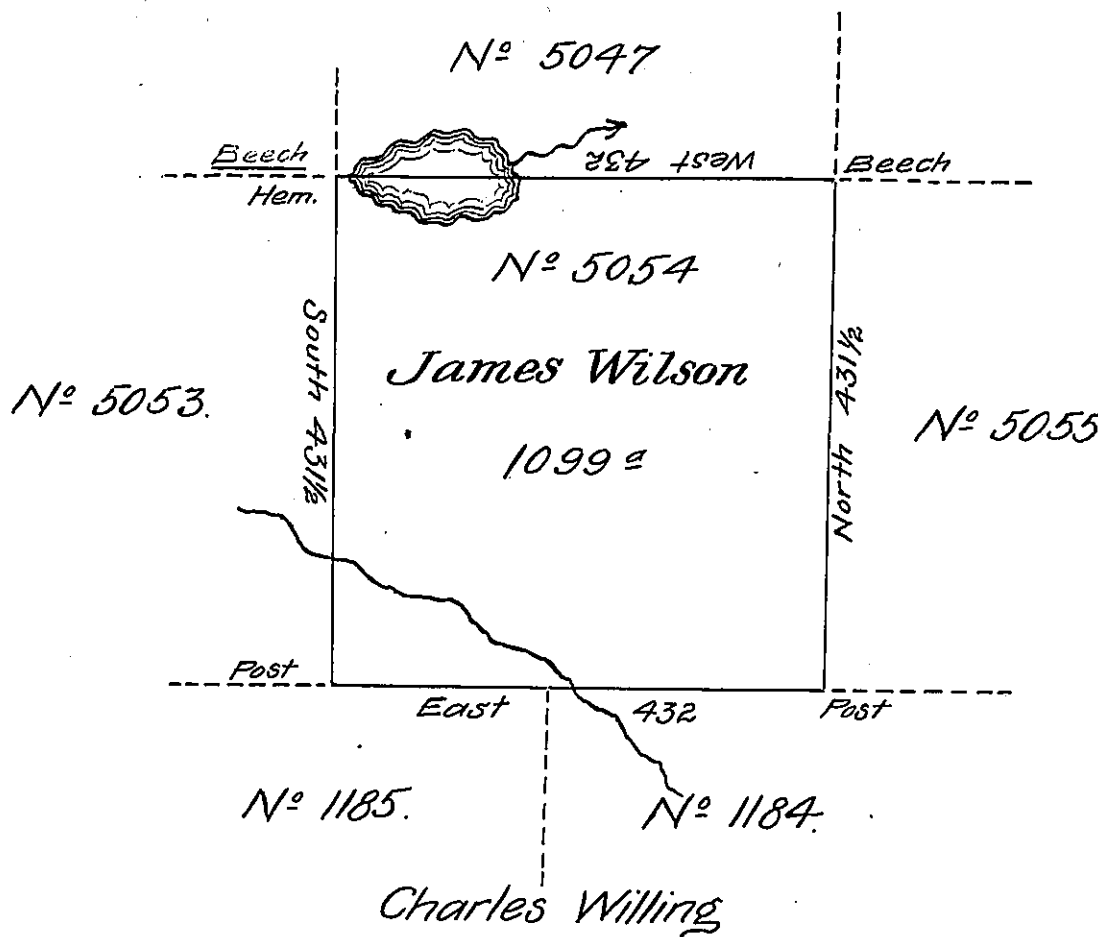 Nº 5047
Beech
Hem.
West 432
Beech
Nº 5054
South 431½
James Wilson
North 431½
Nº 5053.
Nº 5055
1099 a
Post
East 432
Post
Nº 1185.
Nº 1184.
Charles Willing